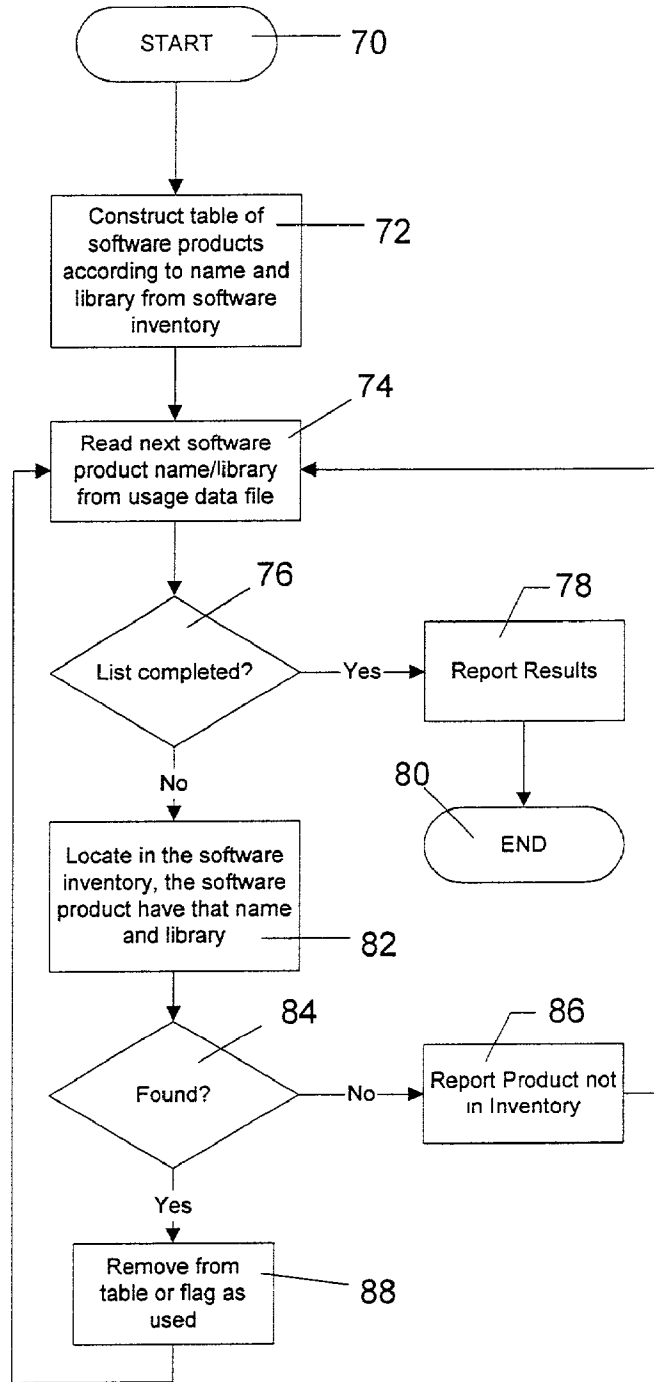 START
70
Construct table of
software products
according to name and
library from software
inventory
72
74
Read next software
product name/library
from usage data file
76
List completed?
Yes
78
Report Results
No
80
END
Locate in the software
inventory, the software
product have that name
and library
82
84
Found?
No
86
Report Product not
in Inventory
Yes
Remove from
table or flag as
used
88